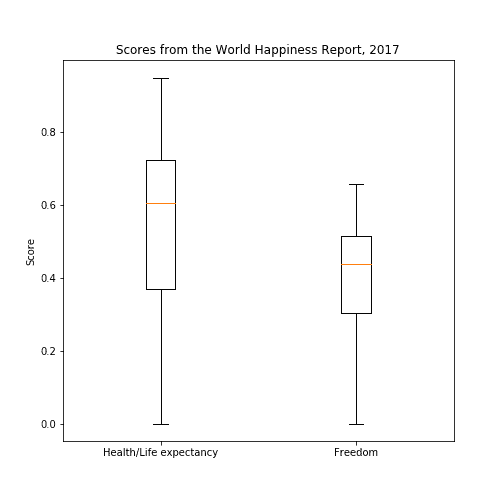 Scores from the World Happiness Report, 2017
0.8
0.6
0.4
0.2
0.0
Score
Health/Life expectancy
Freedom